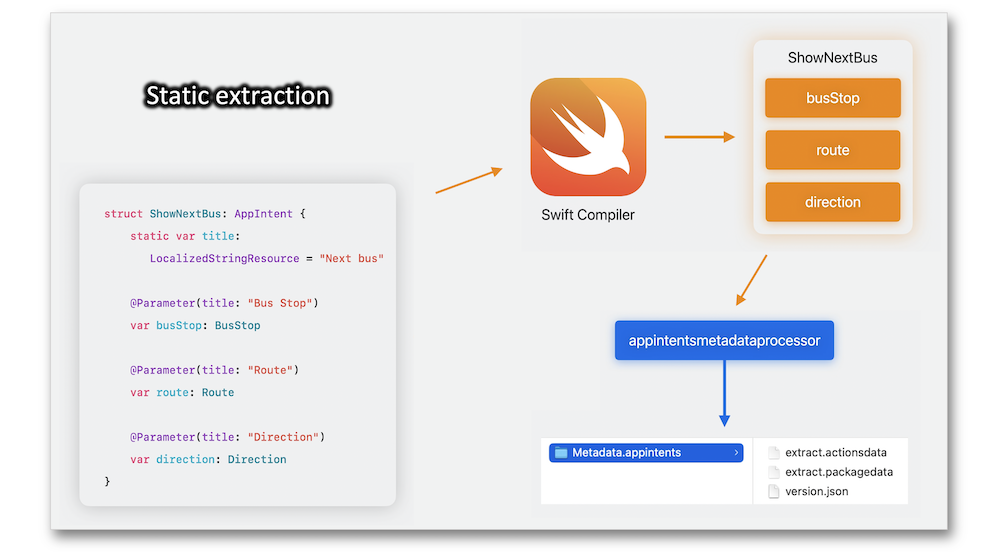 Static extraction
struct ShowNextBus: AppIntent {
static var title:
LocalizedStringResource = "Next bus"
@Parameter(title: "Bus Stop")
var busStop: BusStop
@Parameter(title: "Route")
var route: Route
@Parameter(title: "Direction")
var direction: Direction
}
Swift Compiler
ShowNextBus
busStop
route
direction
appintentsmetadataprocessor
Metadata.appintents
extract.actionsdata
extract.packagedata
version.json